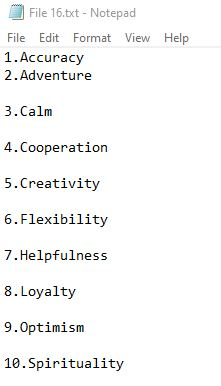 File 16.txt - Notepad
File Edit Format View Help
1.Accuracy
2.Adventure
3.Calm
4.Cooperation
5.Creativity
6.Flexibility
7.Helpfulness
8.Loyalty
9.Optimism
10.Spirituality